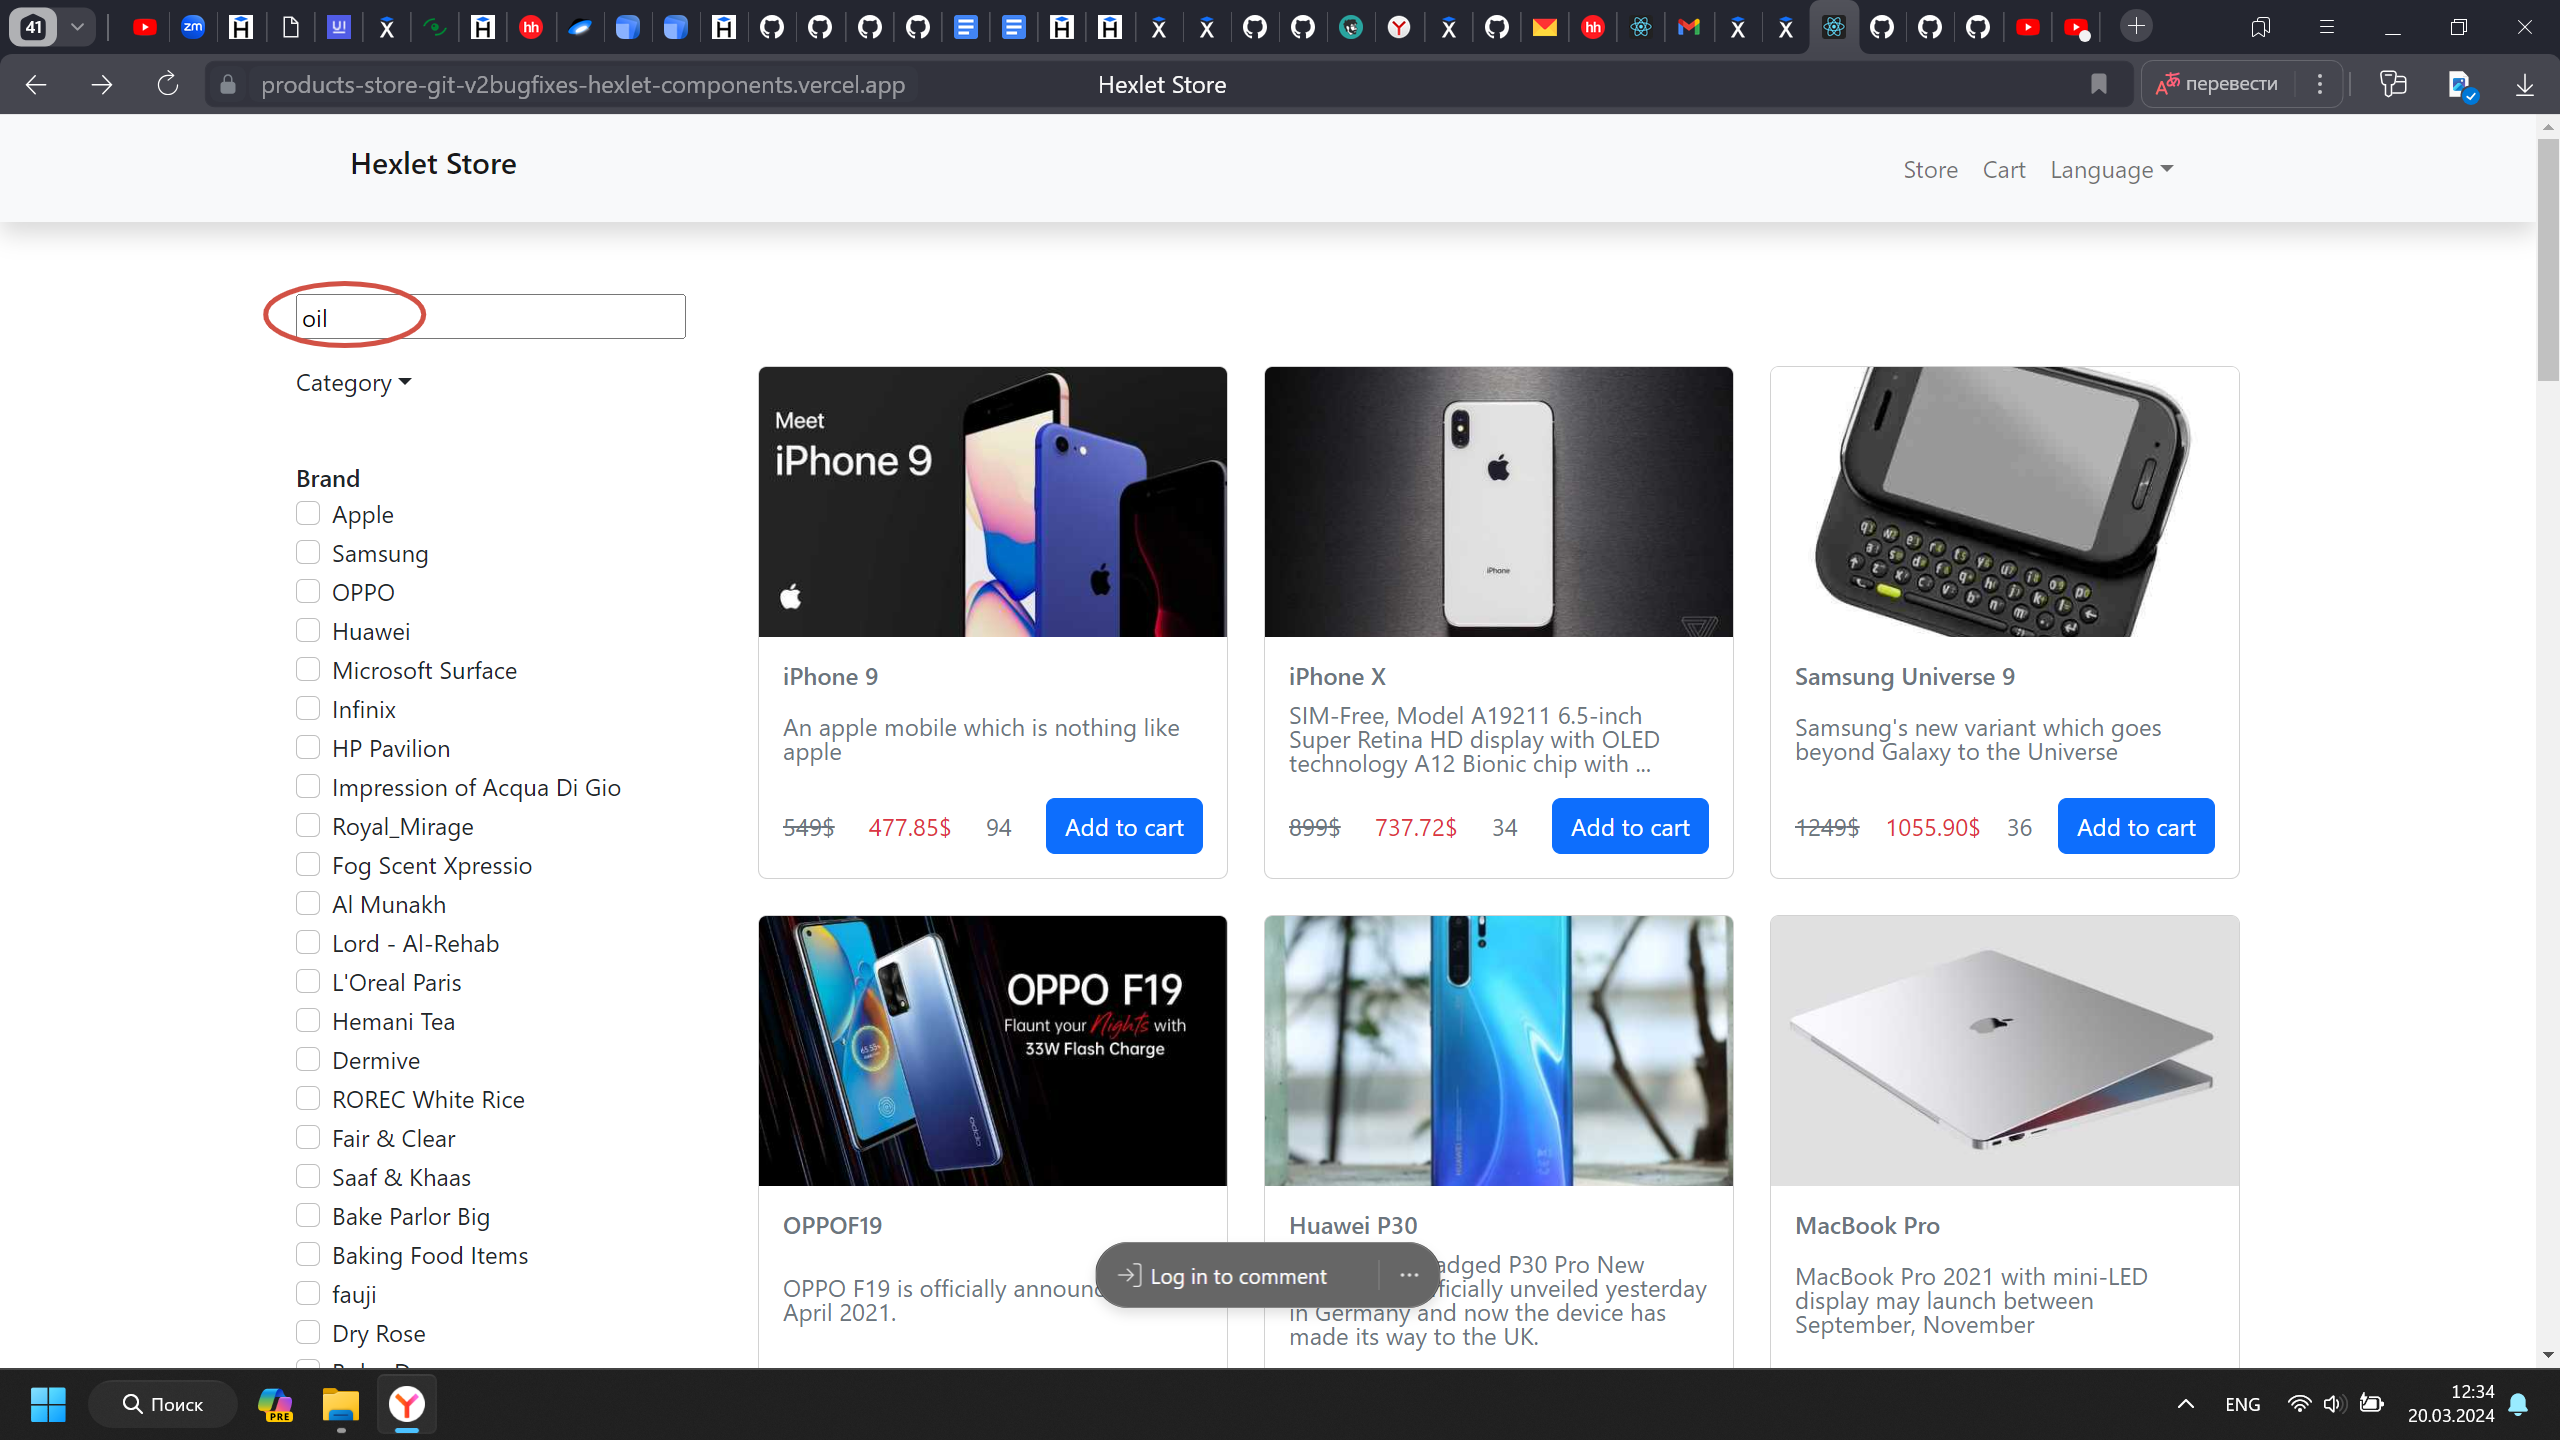 41
products-store-git-v2bugfixes-hexlet-components.vercel.app
Hexlet Store
перевести
Hexlet Store
Store
Cart
Language
oil
Category
Brand
Apple
Samsung
OPPO
Huawei
Microsoft Surface
Infinix
HP Pavilion
Impression of Acqua Di Gio
Royal_Mirage
Fog Scent Xpressio
Al Munakh
Lord - Al-Rehab
L'Oreal Paris
Hemani Tea
Dermive
ROREC White Rice
Fair & Clear
Saaf & Khaas
Bake Parlor Big
Baking Food Items
fauji
Dry Rose
Meet
iPhone 9
iPhone 9
An apple mobile which is nothing like
apple
549$ 477.85$ 94 Add to cart
iPhone
iPhone X
SIM-Free, Model A19211 6.5-inch
Super Retina HD display with OLED
technology A12 Bionic chip with ...
899$ 737.72$ 34 Add to cart
Samsung Universe 9
Samsung's new variant which goes
beyond Galaxy to the Universe
1249$ 1055.90$ 36 Add to cart
OPPO F19
Flaunt your Nights with
33W Flash Charge
OPPOF19
OPPO F19 is officially announc
April 2021.
Huawei P30
adged P30 Pro New
ficially unveiled yesterday
in Germany and now the device has
made its way to the UK.
MacBook Pro
MacBook Pro 2021 with mini-LED
display may launch between
September, November
Log in to comment
Поиск
PRE
ENG
12:34
20.03.2024